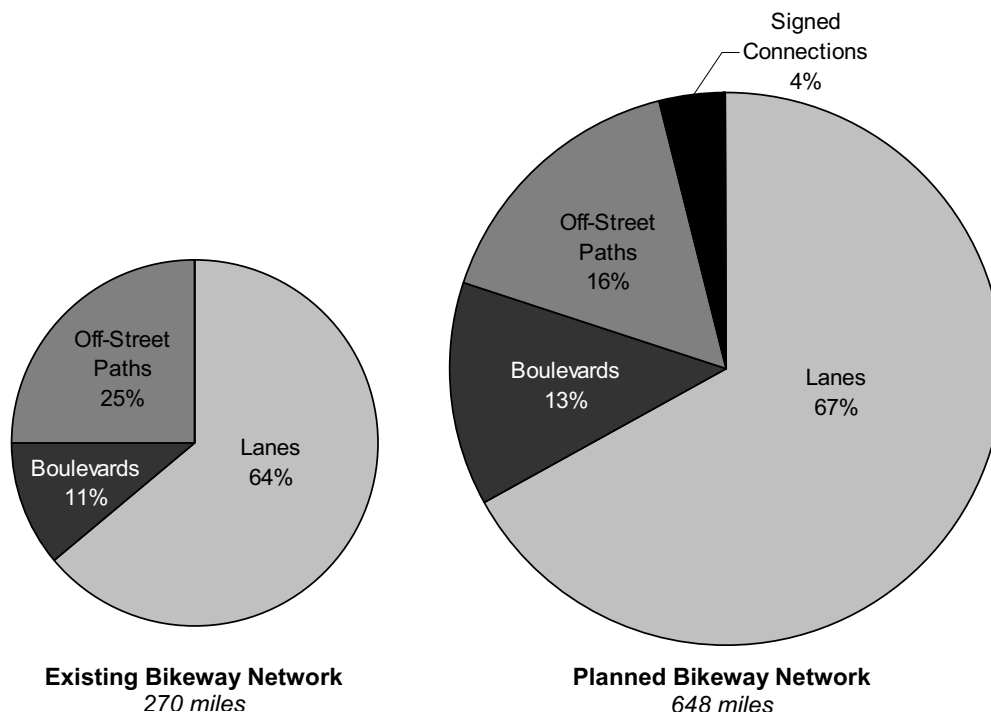 Off-Street
Paths
25%
Boulevards
11%
Lanes
64%
Existing Bikeway Network
270 miles
Signed
Connections
4%
Off-Street
Paths
16%
Boulevards
13%
Lanes
67%
Planned Bikeway Network
648 miles